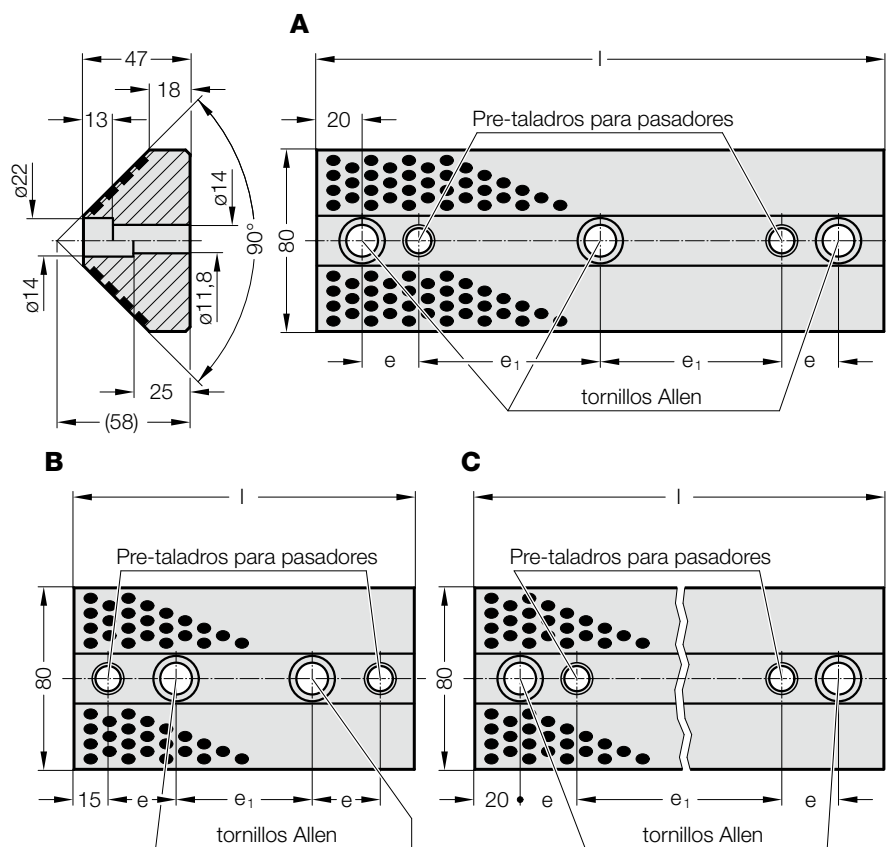 A
47
18
13
ø22
ø14
ø14
ø11,8
90°
25
(58)
l
20
Pre-taladros para pasadores
80
e
e₁
e₁
e
tornillos Allen
B
l
Pre-taladros para pasadores
80
15
e
e₁
e
tornillos Allen
C
l
Pre-taladros para pasadores
80
20
e
e₁
e
tornillos Allen